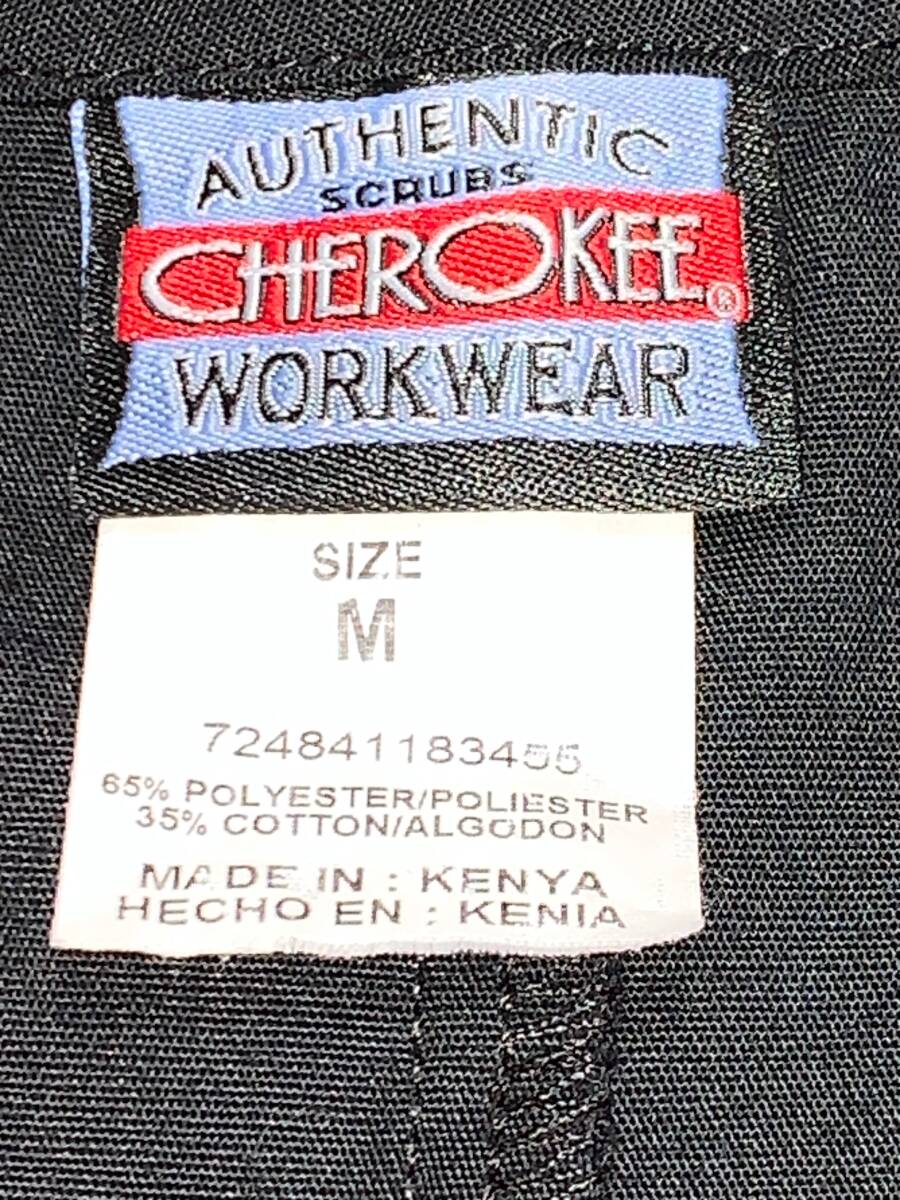 AUTHENTIC
SCRUBS
CHEROKEE®
WORKWEAR
SIZE
M
724841183455
65% POLYESTER/POLIESTER
35% COTTON/ALGODON
MADE IN : KENYA
HECHO EN : KENIA